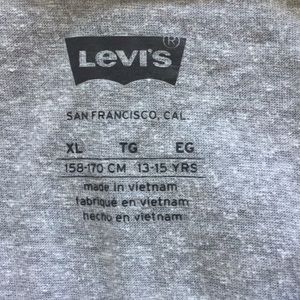 Levi's ®
SAN FRANCISCO, CAL.
XL TG EG
158-170 CM 13-15 YRS
made in vietnam
fabriqué en vietnam
hecho en vietnam